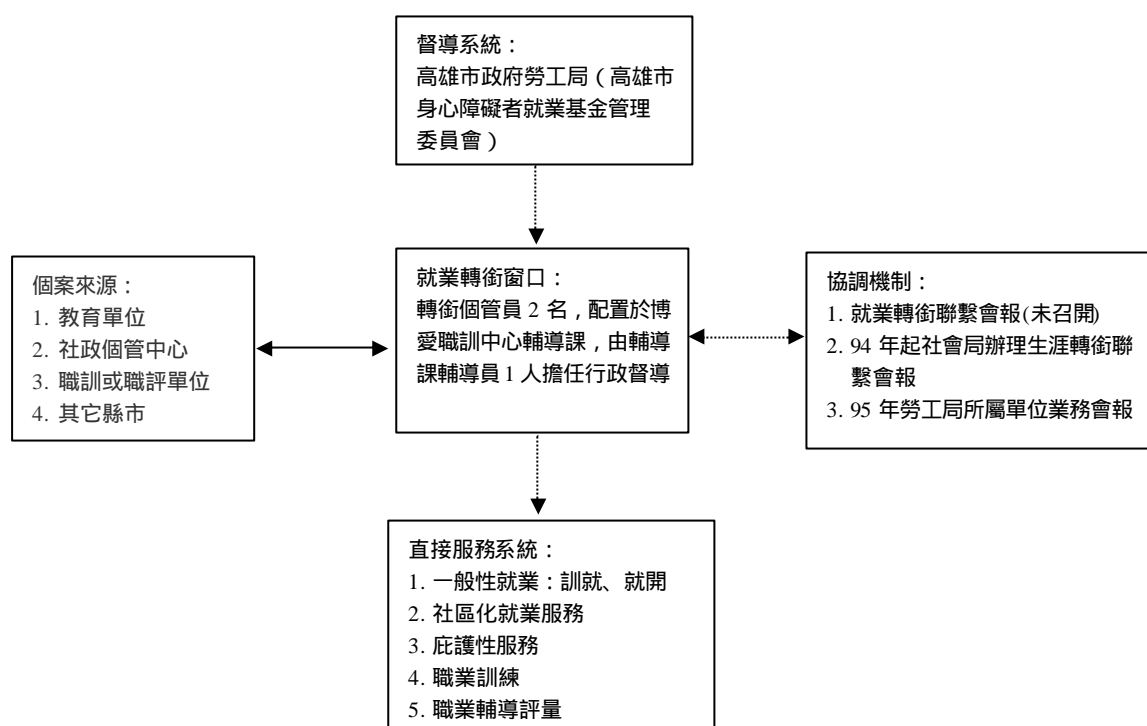 督導系統：
高雄市政府勞工局（高雄市
身心障礙者就業基金管理
委員會）
個案來源：
1. 教育單位
2. 社政個管中心
3. 職訓或職評單位
4. 其它縣市
就業轉銜窗口：
轉銜個管員 2 名，配置於博
愛職訓中心輔導課，由輔導
課輔導員 1 人擔任行政督導
協調機制：
1. 就業轉銜聯繫會報(未召開)
2. 94 年起社會局辦理生涯轉銜聯
繫會報
3. 95 年勞工局所屬單位業務會報
直接服務系統：
1. 一般性就業：訓就、就開
2. 社區化就業服務
3. 庇護性服務
4. 職業訓練
5. 職業輔導評量